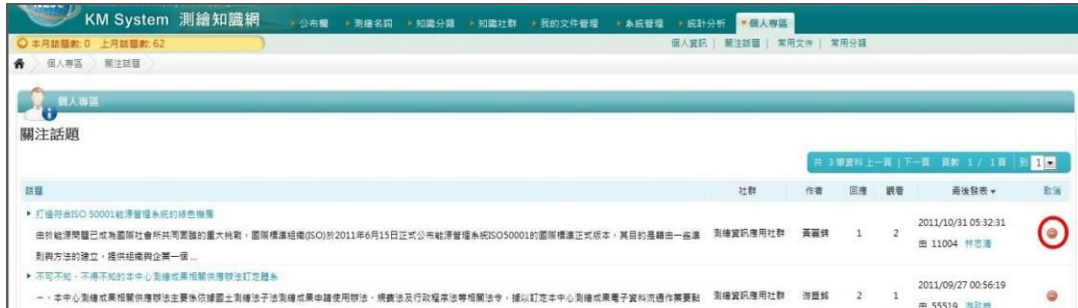 KM System 測繪知識網
公布欄 測繪名詞 知識分類 知識社群 我的文件管理 系統管理 統計分析 個人專區
本月話題數: 0 上月話題數: 62
個人資訊 | 關注話題 | 常用文件 | 常用分類
個人專區 關注話題
個人專區
關注話題
共 3 筆資料 上一頁 | 下一頁 頁數 1 / 1 頁 到 1
話題 社群 作者 回應 觀看 最後發表 ▼ 取消
打造符合ISO 50001能源管理系統的綠色機房
由於能源問題已成為國際社會所共同面臨的重大挑戰，國際標準組織(ISO)於2011年6月15日正式公布能源管理系統ISO50001的國際標準正式版本，其目的是藉由一些準
則與方法的建立，提供組織與企業一個...
測繪資訊應用社群 黃麗綺 1 2
2011/10/31 05:32:31
由 11004 林志清
不可不知、不得不知的本中心測繪成果相關供應辦法訂定體系
一、本中心測繪成果相關供應辦法主要係依據國土測繪法子法測繪成果申請使用辦法、規費法及行政程序法等相關法令，據以訂定本中心測繪成果電子資料流通作業要點
測繪資訊應用社群 2 1
2011/09/27 00:56:19
由 55519